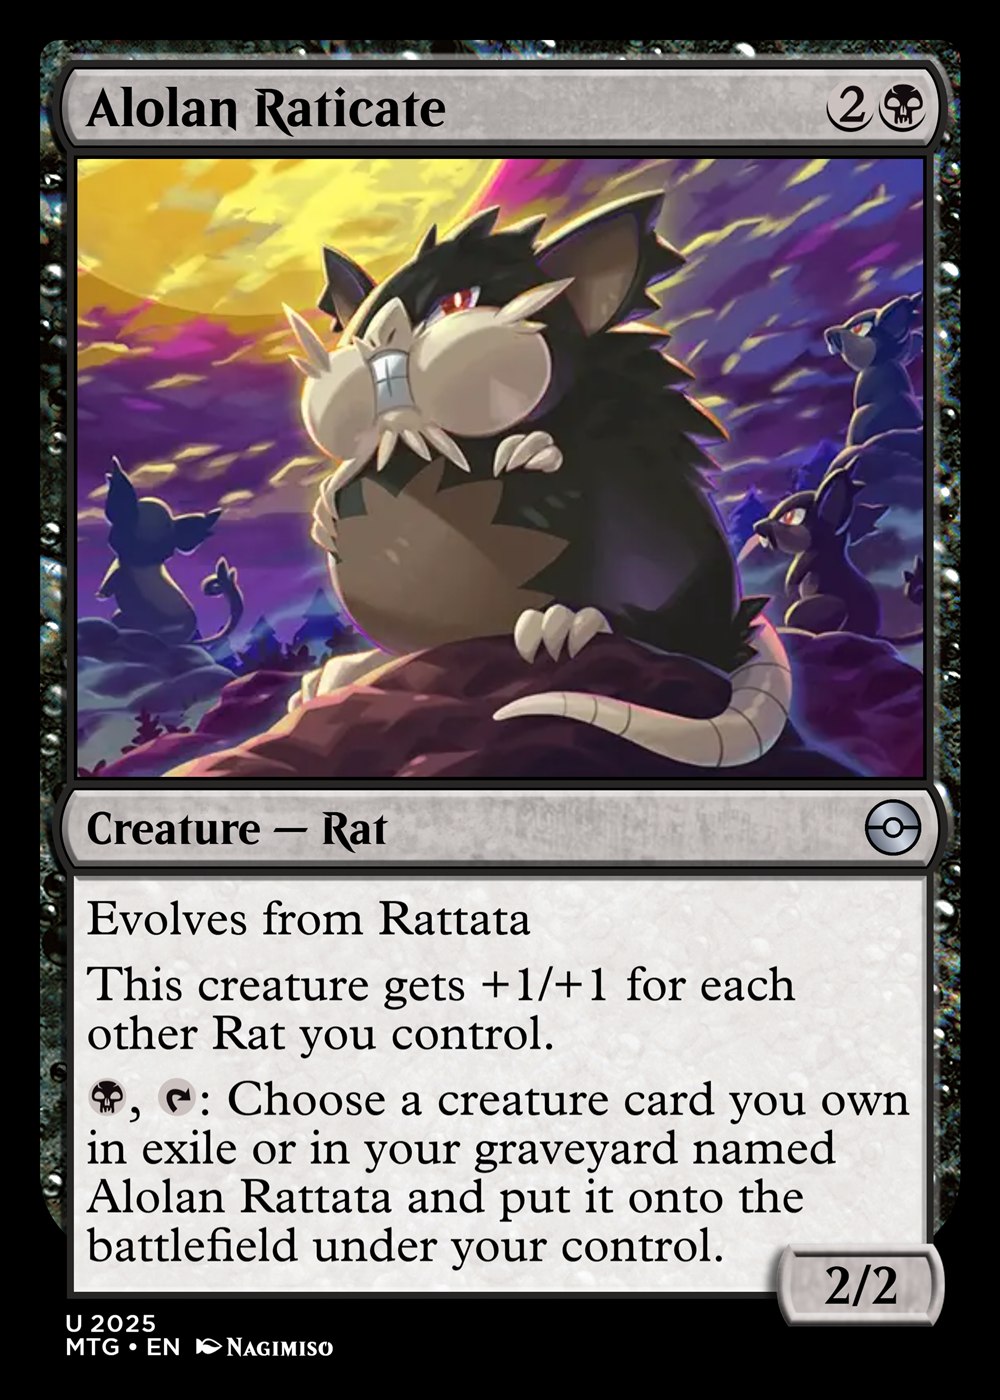 Alolan Raticate 2
Creature — Rat
Evolves from Rattata
This creature gets +1/+1 for each
other Rat you control.
, : Choose a creature card you own
in exile or in your graveyard named
Alolan Rattata and put it onto the
battlefield under your control.
2/2
U 2025
MTG • EN Nagimiso